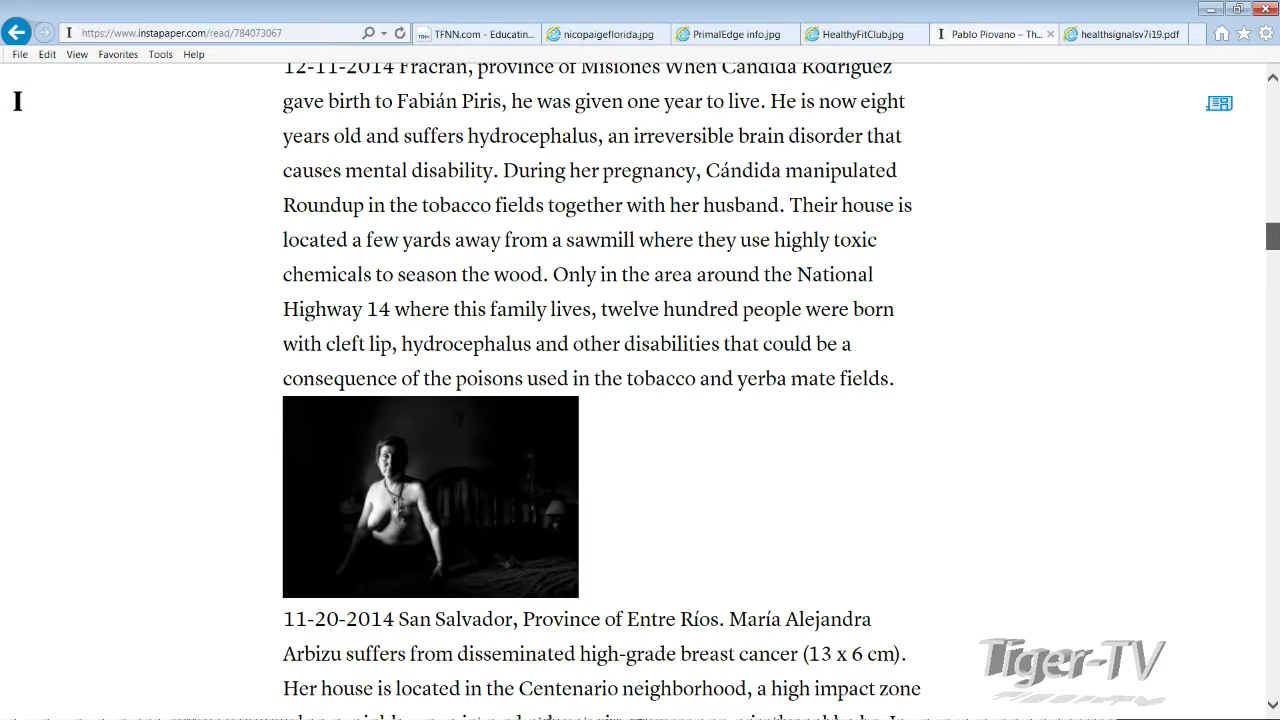 https://www.instapaper.com/read/784073067
TFNN.com - Educatin...
nicopaigeflorida.jpg
PrimalEdge info.jpg
HealthyFitClub.jpg
Pablo Piovano – Th...
healthsignalsv7i19.pdf
File Edit View Favorites Tools Help
I
12-11-2014 Fracran, province of Misiones When Cándida Rodríguez
gave birth to Fabián Piris, he was given one year to live. He is now eight
years old and suffers hydrocephalus, an irreversible brain disorder that
causes mental disability. During her pregnancy, Cándida manipulated
Roundup in the tobacco fields together with her husband. Their house is
located a few yards away from a sawmill where they use highly toxic
chemicals to season the wood. Only in the area around the National
Highway 14 where this family lives, twelve hundred people were born
with cleft lip, hydrocephalus and other disabilities that could be a
consequence of the poisons used in the tobacco and yerba mate fields.
11-20-2014 San Salvador, Province of Entre Ríos. María Alejandra
Arbizu suffers from disseminated high-grade breast cancer (13 x 6 cm).
Her house is located in the Centenario neighborhood, a high impact zone
Tiger-TV